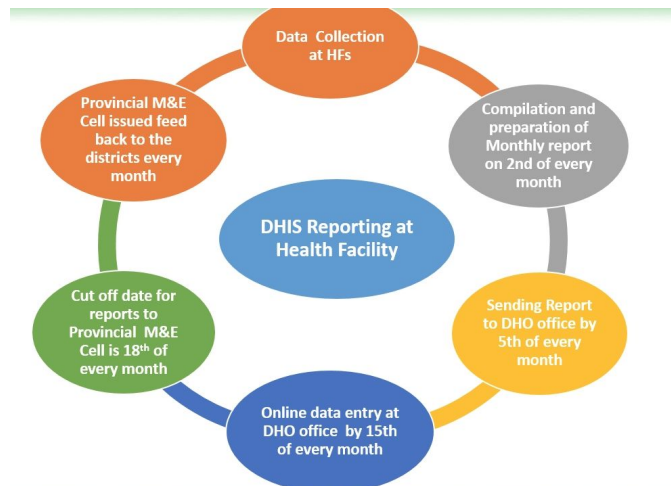 Data Collection
at HFs
Compilation and
preparation of
Monthly report
on 2nd of every
month
Sending Report
to DHO office by
5th of every
month
Online data entry at
DHO office by 15th
of every month
Cut off date for
reports to
Provincial M&E
Cell is 18th of
every month
Provincial M&E
Cell issued feed
back to the
districts every
month
DHIS Reporting at
Health Facility